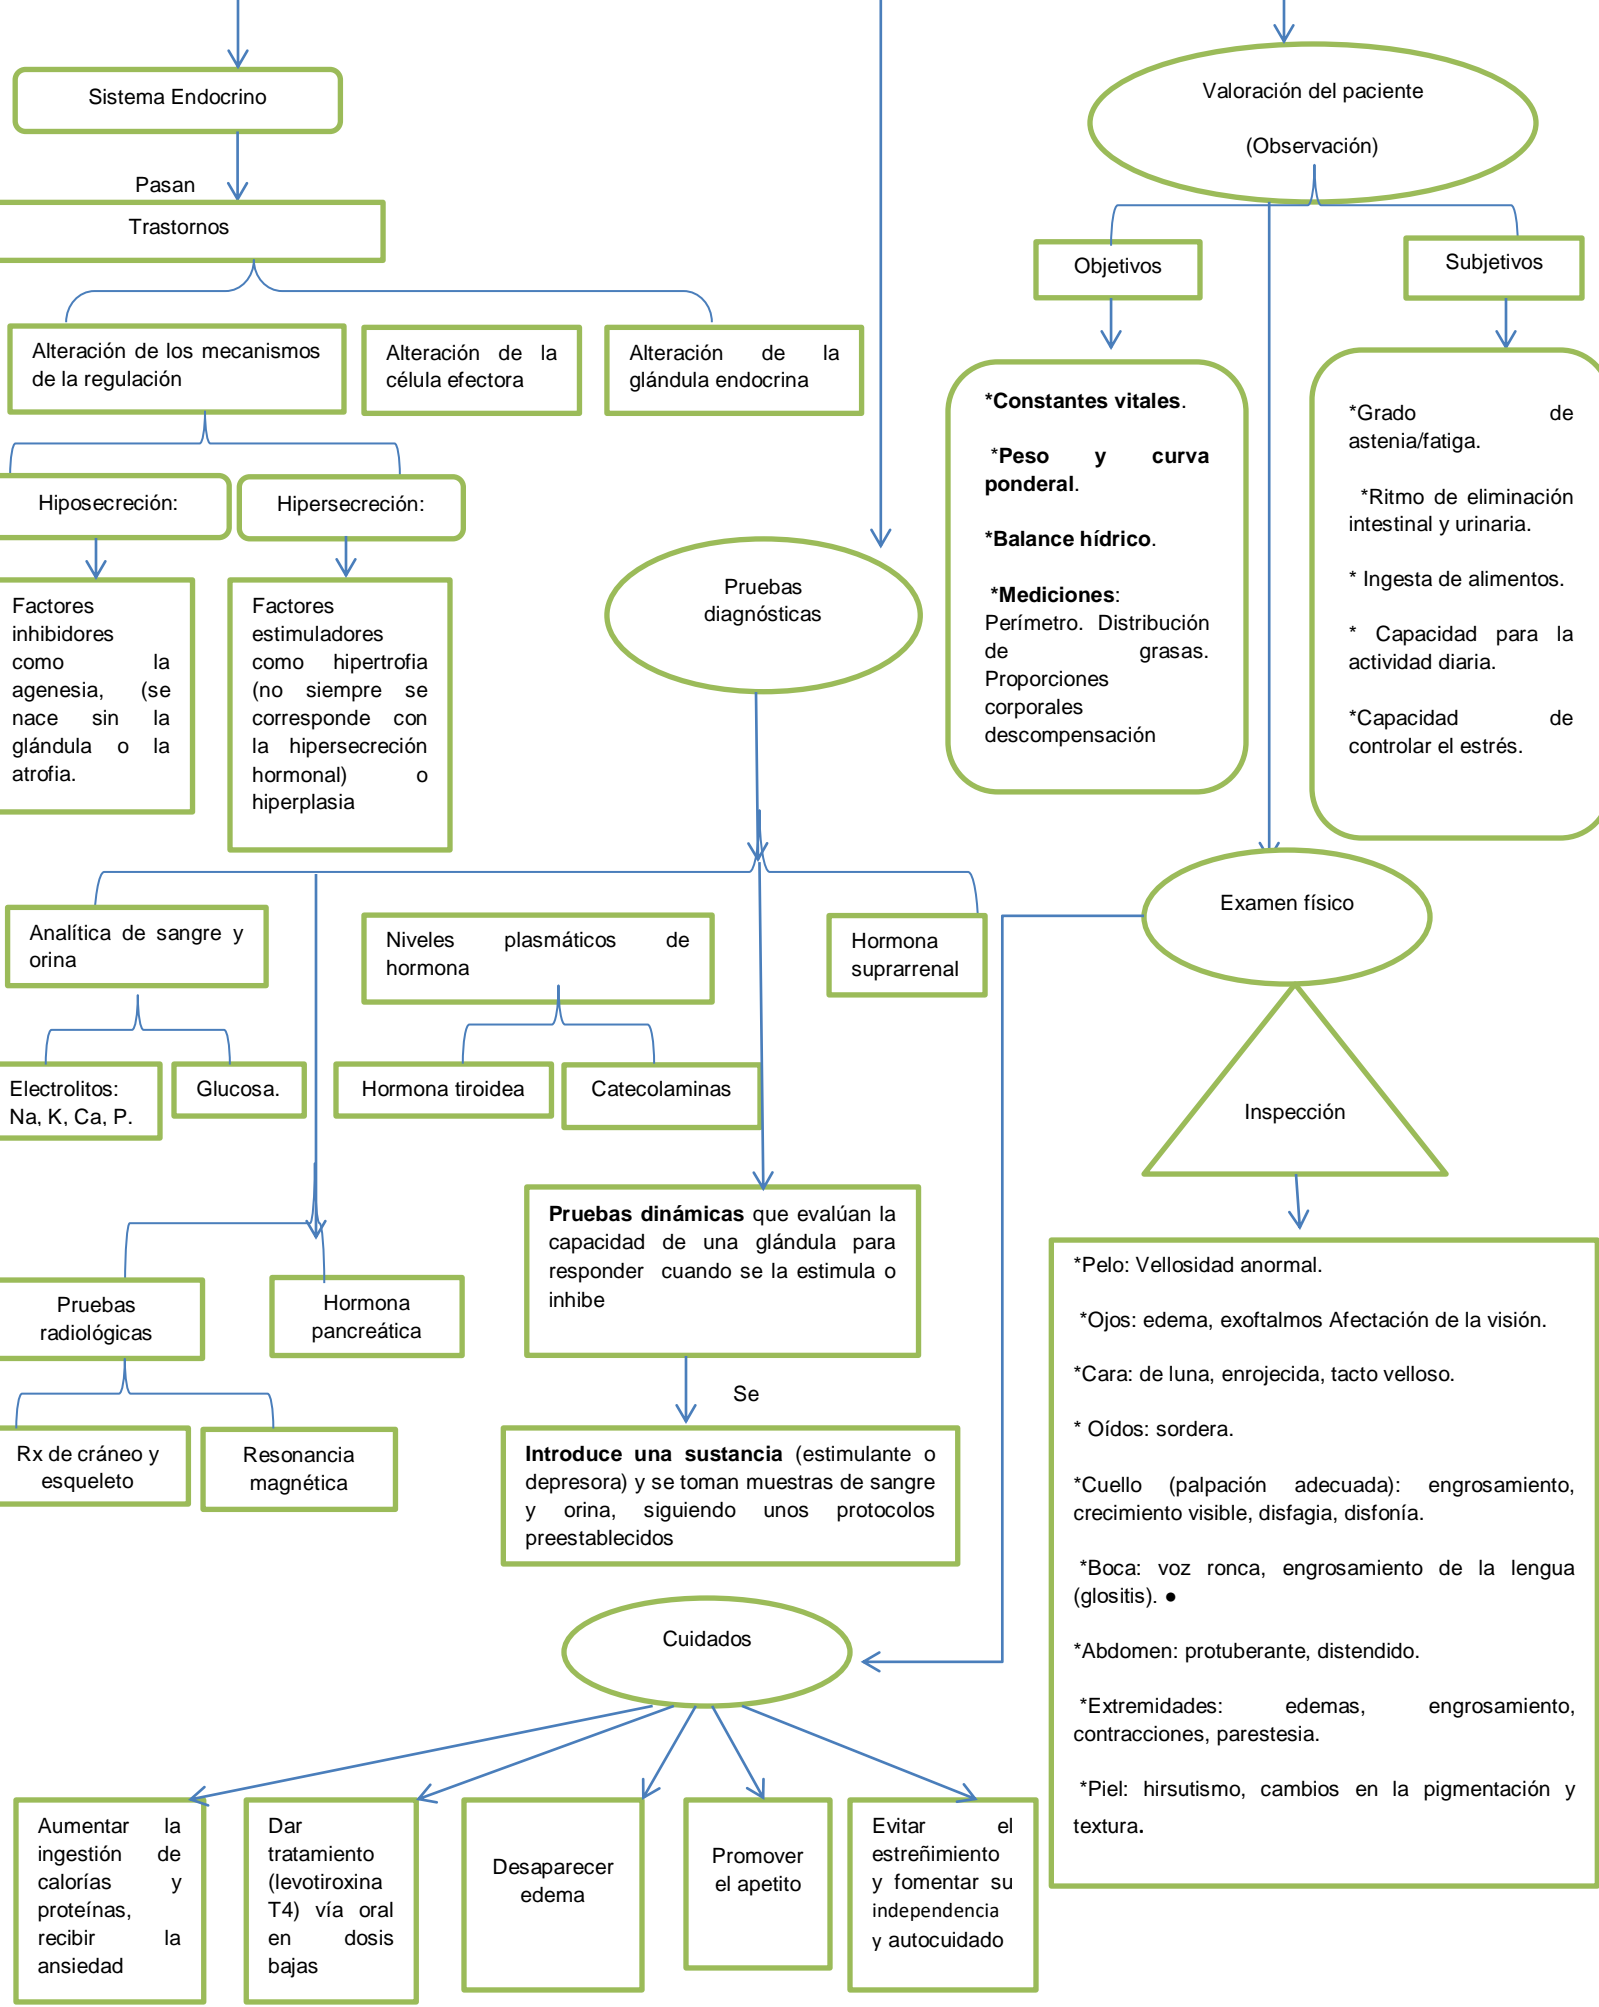 Sistema Endocrino
Pasan
Trastornos
Alteración de los mecanismos
de la regulación
Alteración de la
célula efectora
Alteración de la
glándula endocrina
Hiposecreción:
Hipersecreción:
Factores
inhibidores
como la
agenesia, (se
nace sin la
glándula o la
atrofia.
Factores
estimuladores
como hipertrofia
(no siempre se
corresponde con
la hipersecreción
hormonal) o
hiperplasia
Valoración del paciente
(Observación)
Objetivos
Subjetivos
*Constantes vitales.
*Peso y curva
ponderal.
*Balance hídrico.
*Mediciones:
Perímetro. Distribución
de grasas.
Proporciones
corporales
descompensación
*Grado de
astenia/fatiga.
*Ritmo de eliminación
intestinal y urinaria.
* Ingesta de alimentos.
* Capacidad para la
actividad diaria.
*Capacidad de
controlar el estrés.
Pruebas
diagnósticas
Analítica de sangre y
orina
Niveles plasmáticos de
hormona
Hormona
suprarrenal
Electrolitos:
Na, K, Ca, P.
Glucosa.
Hormona tiroidea
Catecolaminas
Pruebas
radiológicas
Hormona
pancreática
Rx de cráneo y
esqueleto
Resonancia
magnética
Pruebas dinámicas que evalúan la
capacidad de una glándula para
responder cuando se la estimula o
inhibe
Se
Introduce una sustancia (estimulante o
depresora) y se toman muestras de sangre
y orina, siguiendo unos protocolos
preestablecidos
Examen físico
Inspección
*Pelo: Vellosidad anormal.
*Ojos: edema, exoftalmos Afectación de la visión.
*Cara: de luna, enrojecida, tacto velloso.
* Oídos: sordera.
*Cuello (palpación adecuada): engrosamiento,
crecimiento visible, disfagia, disfonía.
*Boca: voz ronca, engrosamiento de la lengua
(glositis). ●
*Abdomen: protuberante, distendido.
*Extremidades: edemas, engrosamiento,
contracciones, parestesia.
*Piel: hirsutismo, cambios en la pigmentación y
textura.
Cuidados
Aumentar la
ingestión de
calorías y
proteínas,
recibir la
ansiedad
Dar
tratamiento
(levotiroxina
T4) vía oral
en dosis
bajas
Desaparecer
edema
Promover
el apetito
Evitar el
estreñimiento
y fomentar su
independencia
y autocuidado